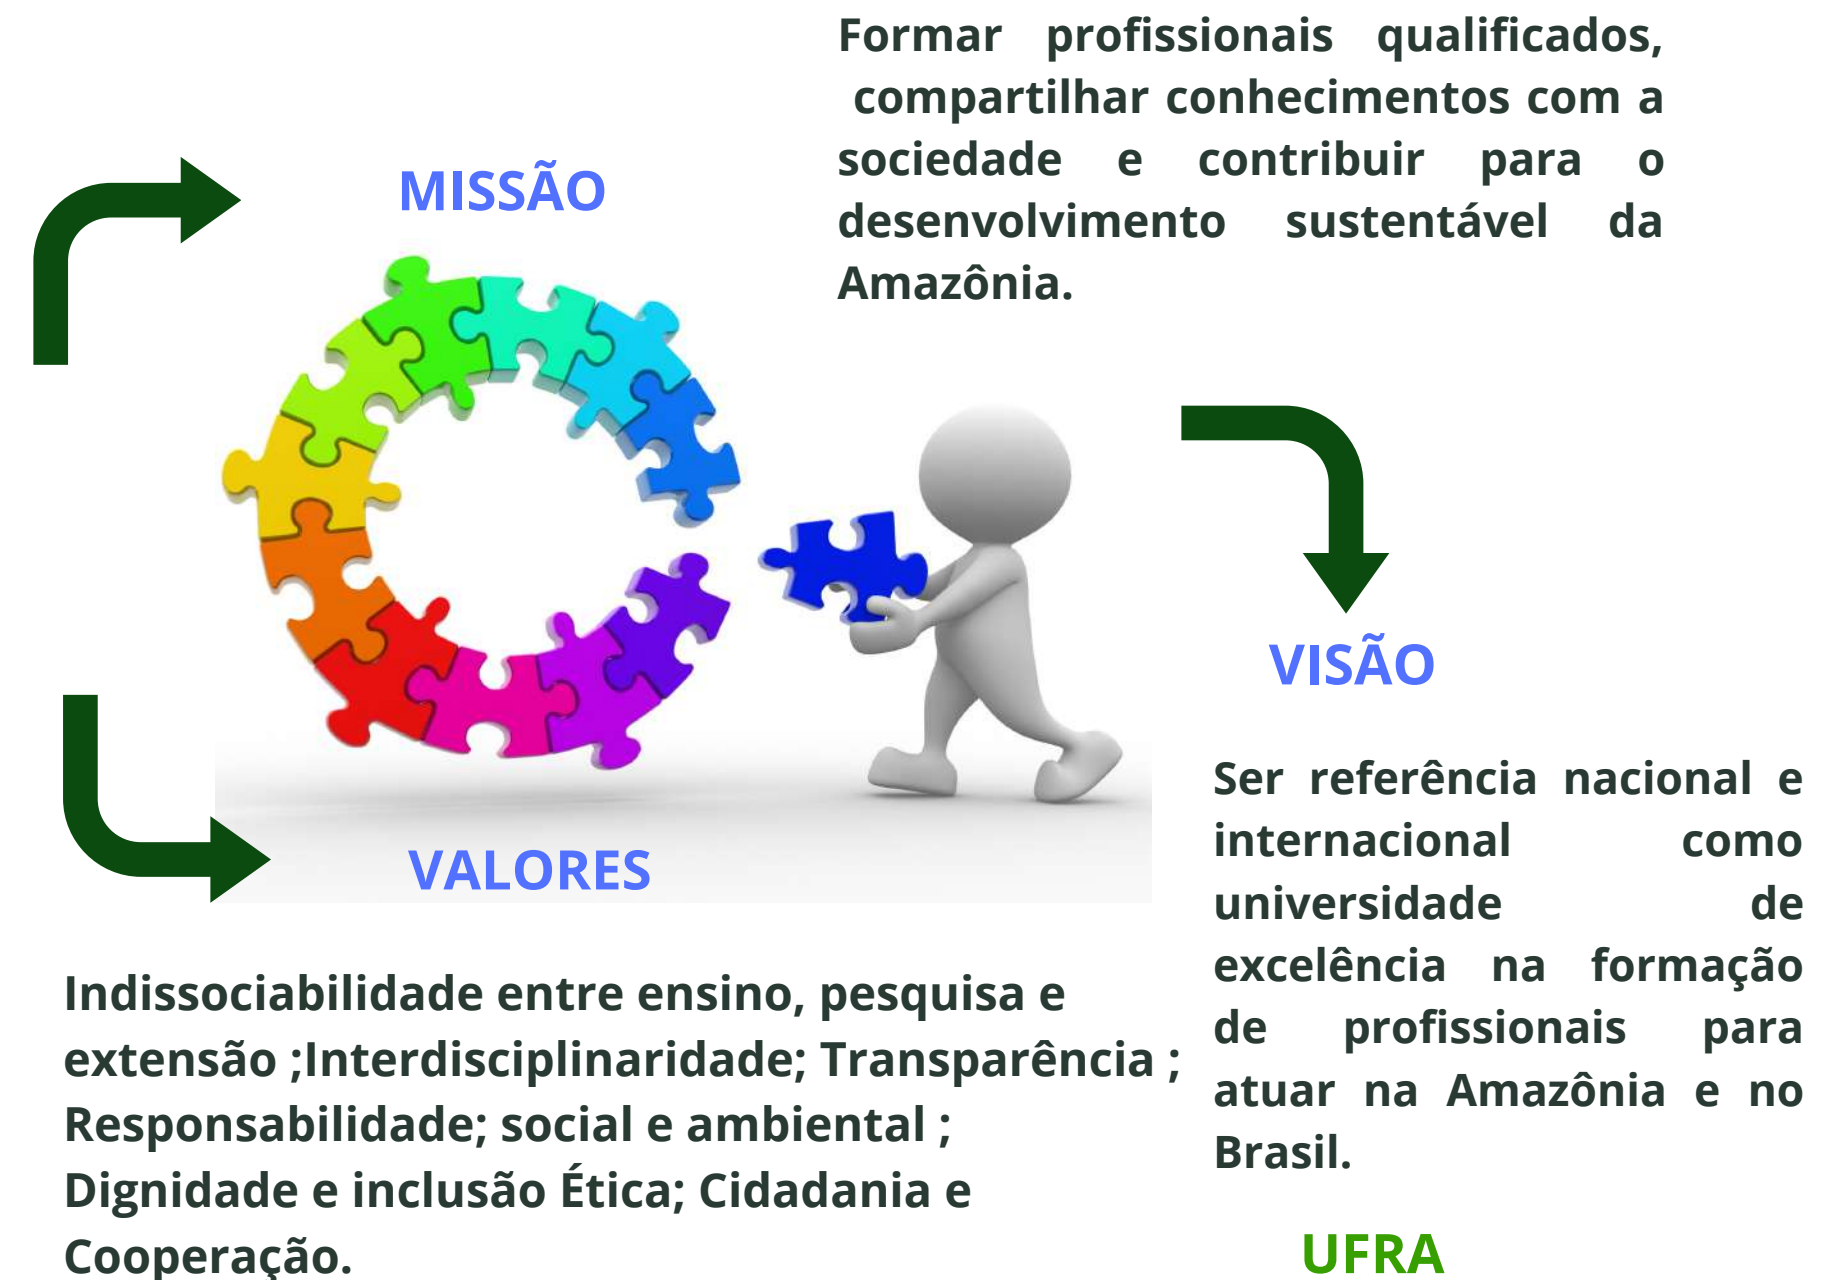 MISSÃO
Formar profissionais qualificados,
compartilhar conhecimentos com a
sociedade e contribuir para o
desenvolvimento sustentável da
Amazônia.
VISÃO
Ser referência nacional e
internacional como
universidade de
excelência na formação
de profissionais para
atuar na Amazônia e no
Brasil.
VALORES
Indissociabilidade entre ensino, pesquisa e
extensão ;Interdisciplinaridade; Transparência ;
Responsabilidade; social e ambiental ;
Dignidade e inclusão Ética; Cidadania e
Cooperação.
UFRA